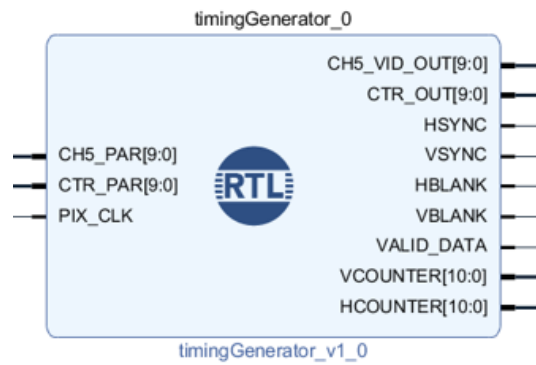 timingGenerator_0
CH5_VID_OUT[9:0]
CTR_OUT[9:0]
HSYNC
CH5_PAR[9:0]
VSYNC
CTR_PAR[9:0]
RTL
HBLANK
PIX_CLK
VBLANK
VALID_DATA
VCOUNTER[10:0]
HCOUNTER[10:0]
timingGenerator_v1_0